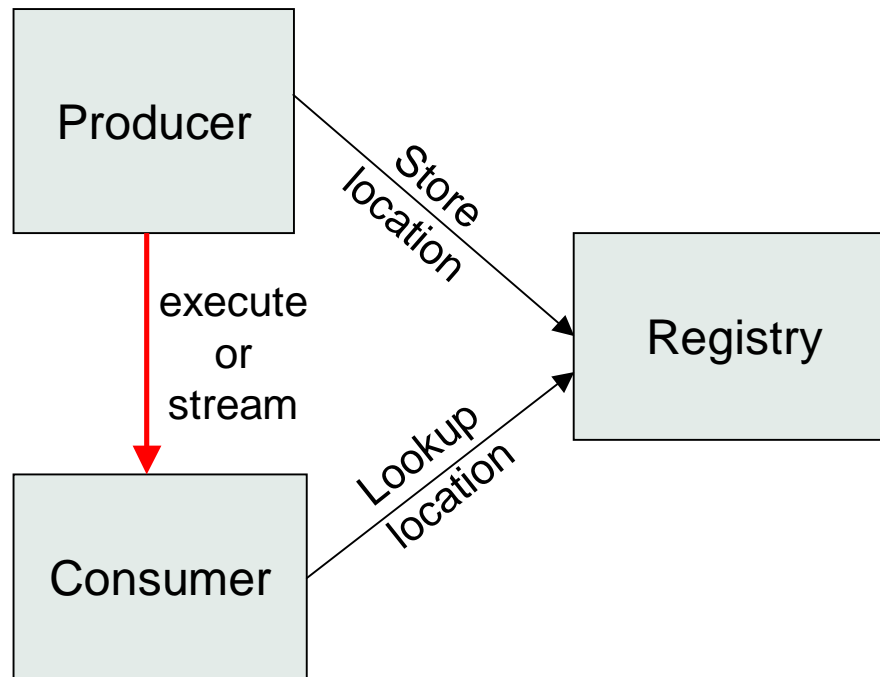 Producer
Store
location
Registry
execute
or
stream
Lookup
location
Consumer